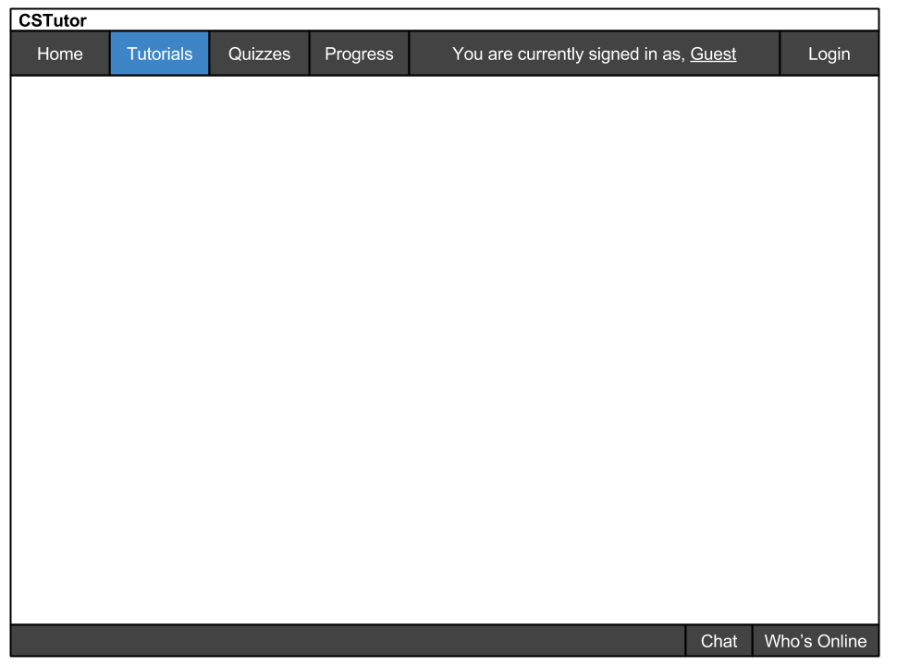 CSTutor
Home Tutorials Quizzes Progress You are currently signed in as, Guest Login
Chat Who's Online